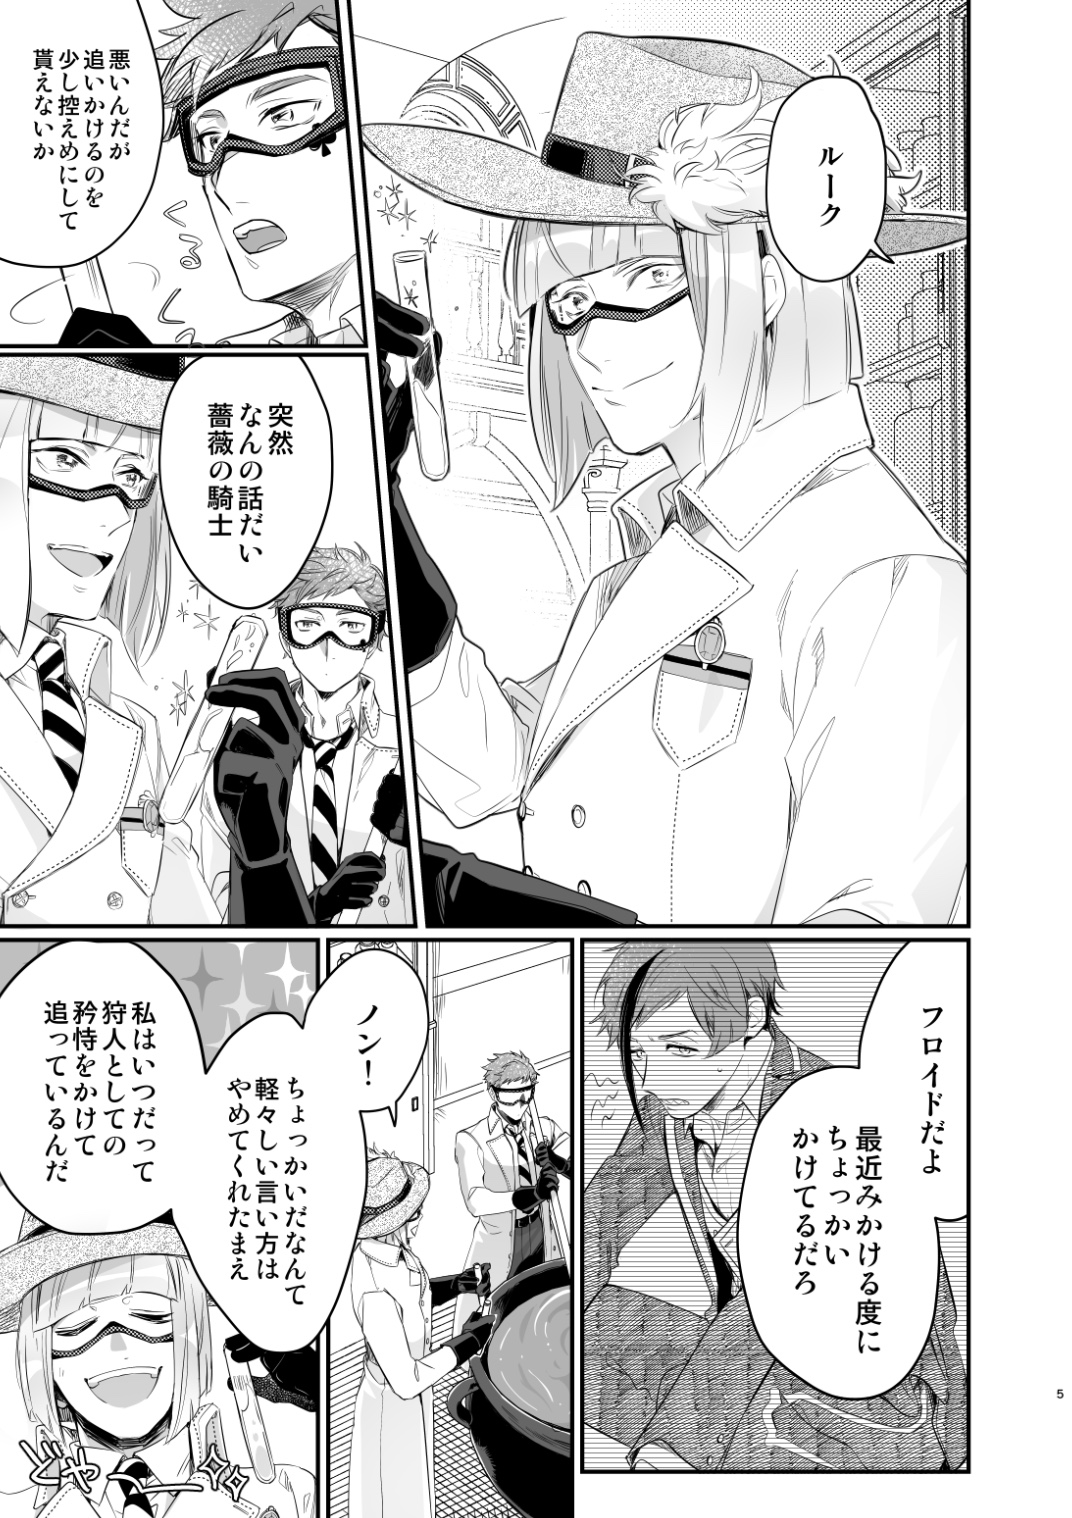 ルーク
悪いんだが
追いかけるのを
少し控えめにして
貰えないか
突然
なんの話だい
薔薇の騎士
フロイドだよ
最近みかける度に
ちょっかい
かけてるだろ
ノン!
ちょっかいだなんて
軽々しい言い方は
やめてくれたまえ
私はいつだって
狩人としての
矜恃をかけて
追っているんだ
どやーロロ
5